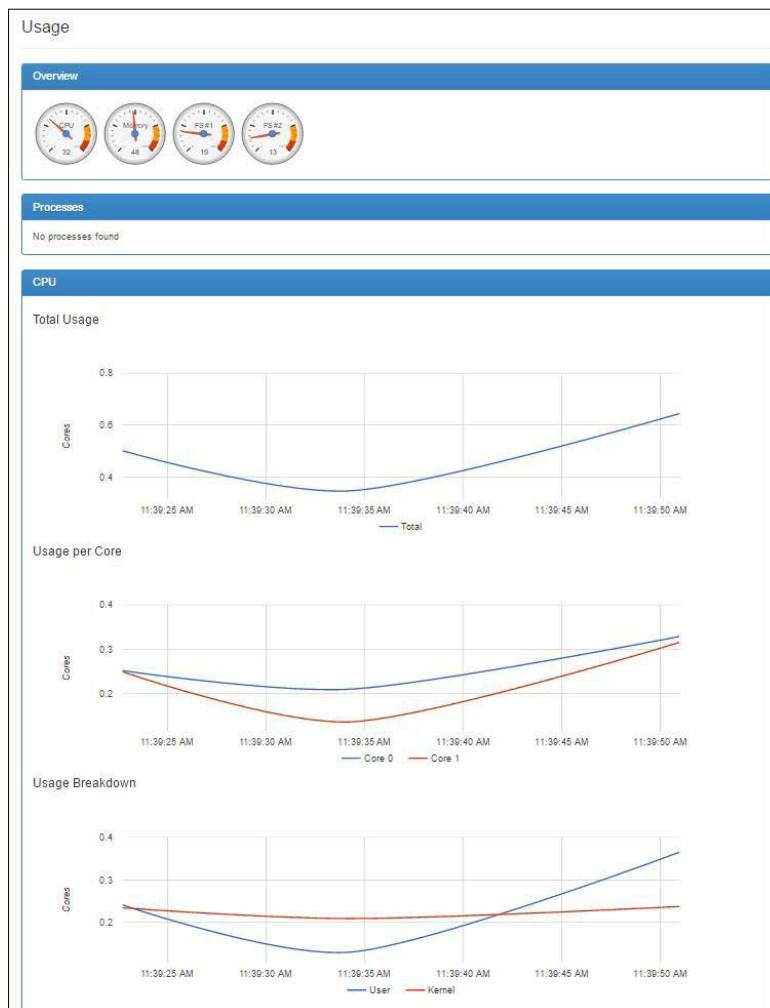 Usage
Overview
CPU
32
Memory
48
FS #1
FS #2
13
Processes
No processes found
CPU
Total Usage
0.8
0.6
0.4
Cores
11:39:25 AM 11:39:30 AM 11:39:35 AM 11:39:40 AM 11:39:45 AM 11:39:50 AM
Total
Usage per Core
0.4
0.3
0.2
Cores
11:39:25 AM 11:39:30 AM 11:39:35 AM 11:39:40 AM 11:39:45 AM 11:39:50 AM
Core 0 Core 1
Usage Breakdown
0.4
0.3
0.2
Cores
11:39:25 AM 11:39:30 AM 11:39:35 AM 11:39:40 AM 11:39:45 AM 11:39:50 AM
User Kernel